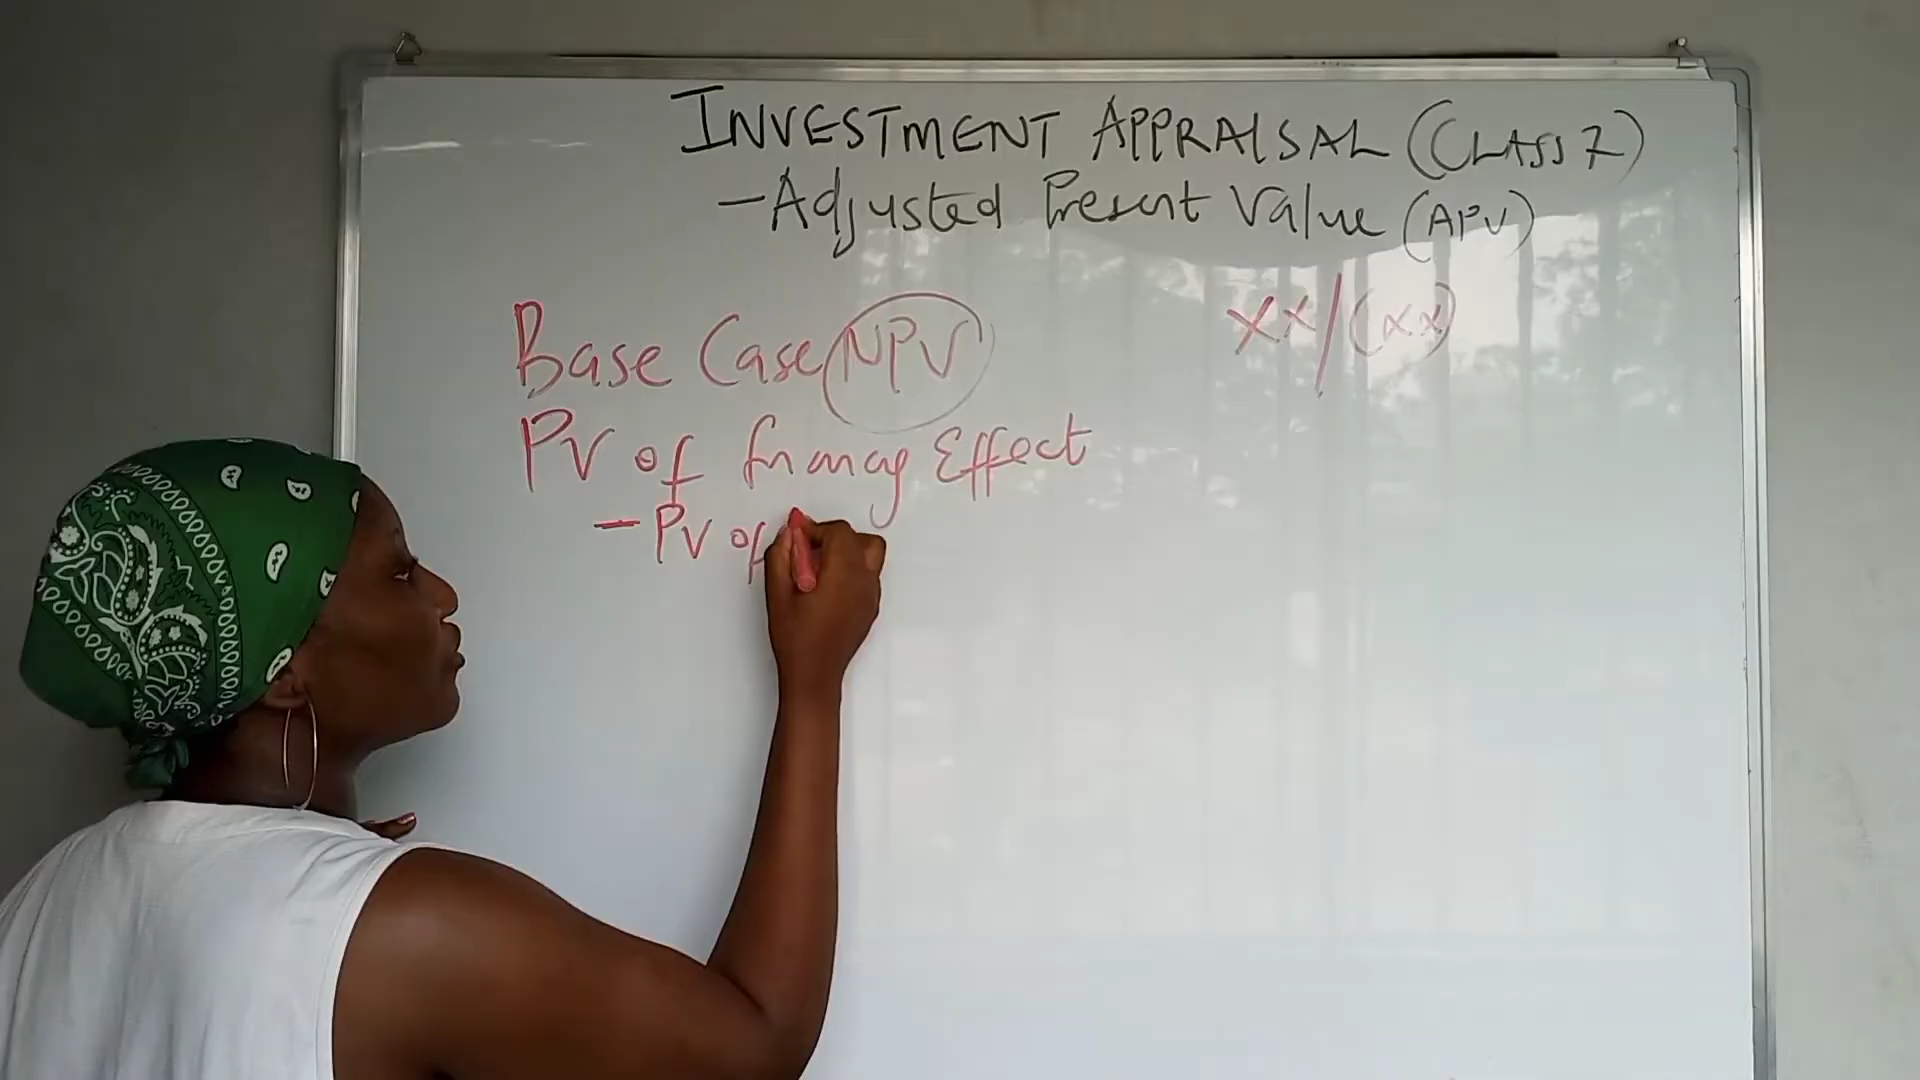 INVESTMENT APPRAISAL (CLASS 7)
- Adjusted Present Value (APV)
Base Case NPV xx/(xx)
PV of Financing Effect
- PV of